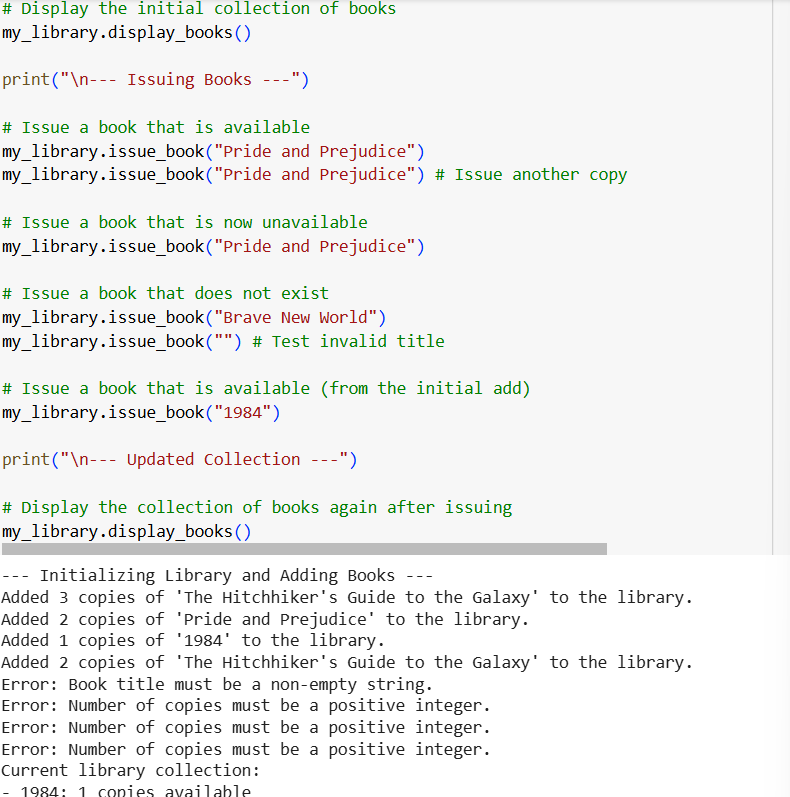 # Display the initial collection of books
my_library.display_books()
print("\n--- Issuing Books ---")
# Issue a book that is available
my_library.issue_book("Pride and Prejudice")
my_library.issue_book("Pride and Prejudice") # Issue another copy
# Issue a book that is now unavailable
my_library.issue_book("Pride and Prejudice")
# Issue a book that does not exist
my_library.issue_book("Brave New World")
my_library.issue_book("") # Test invalid title
# Issue a book that is available (from the initial add)
my_library.issue_book("1984")
print("\n--- Updated Collection ---")
# Display the collection of books again after issuing
my_library.display_books()
--- Initializing Library and Adding Books ---
Added 3 copies of 'The Hitchhiker's Guide to the Galaxy' to the library.
Added 2 copies of 'Pride and Prejudice' to the library.
Added 1 copies of '1984' to the library.
Added 2 copies of 'The Hitchhiker's Guide to the Galaxy' to the library.
Error: Book title must be a non-empty string.
Error: Number of copies must be a positive integer.
Error: Number of copies must be a positive integer.
Error: Number of copies must be a positive integer.
Current library collection:
- 1984: 1 copies available